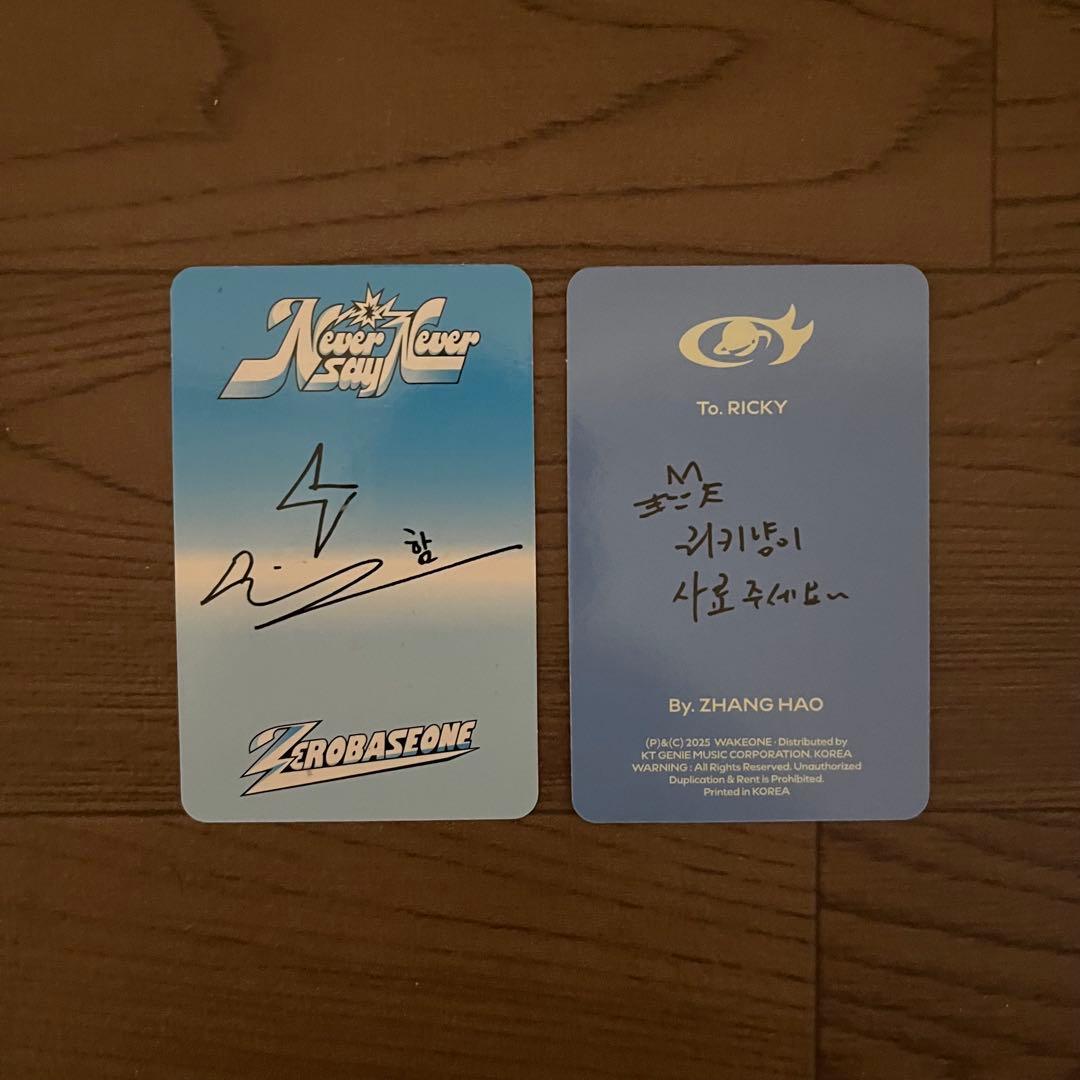 Never Never
say
함
ZEROBASEONE
To. RICKY
리키냥이
사료 주세요~
By. ZHANG HAO
(P)&(C) 2025 WAKEONE · Distributed by
KT GENIE MUSIC CORPORATION. KOREA
WARNING : All Rights Reserved. Unauthorized
Duplication & Rent is Prohibited.
Printed in KOREA